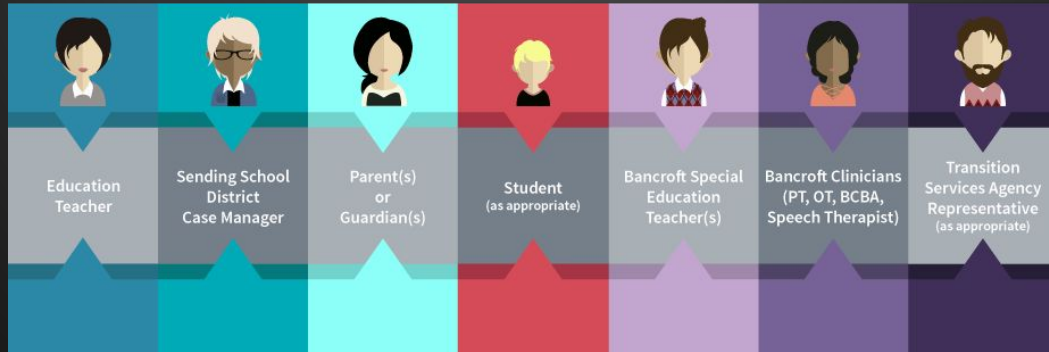 Education
Teacher
Sending School
District
Case Manager
Parent(s)
or
Guardian(s)
Student
(as appropriate)
Bancroft Special
Education
Teacher(s)
Bancroft Clinicians
(PT, OT, BCBA,
Speech Therapist)
Transition
Services Agency
Representative
(as appropriate)